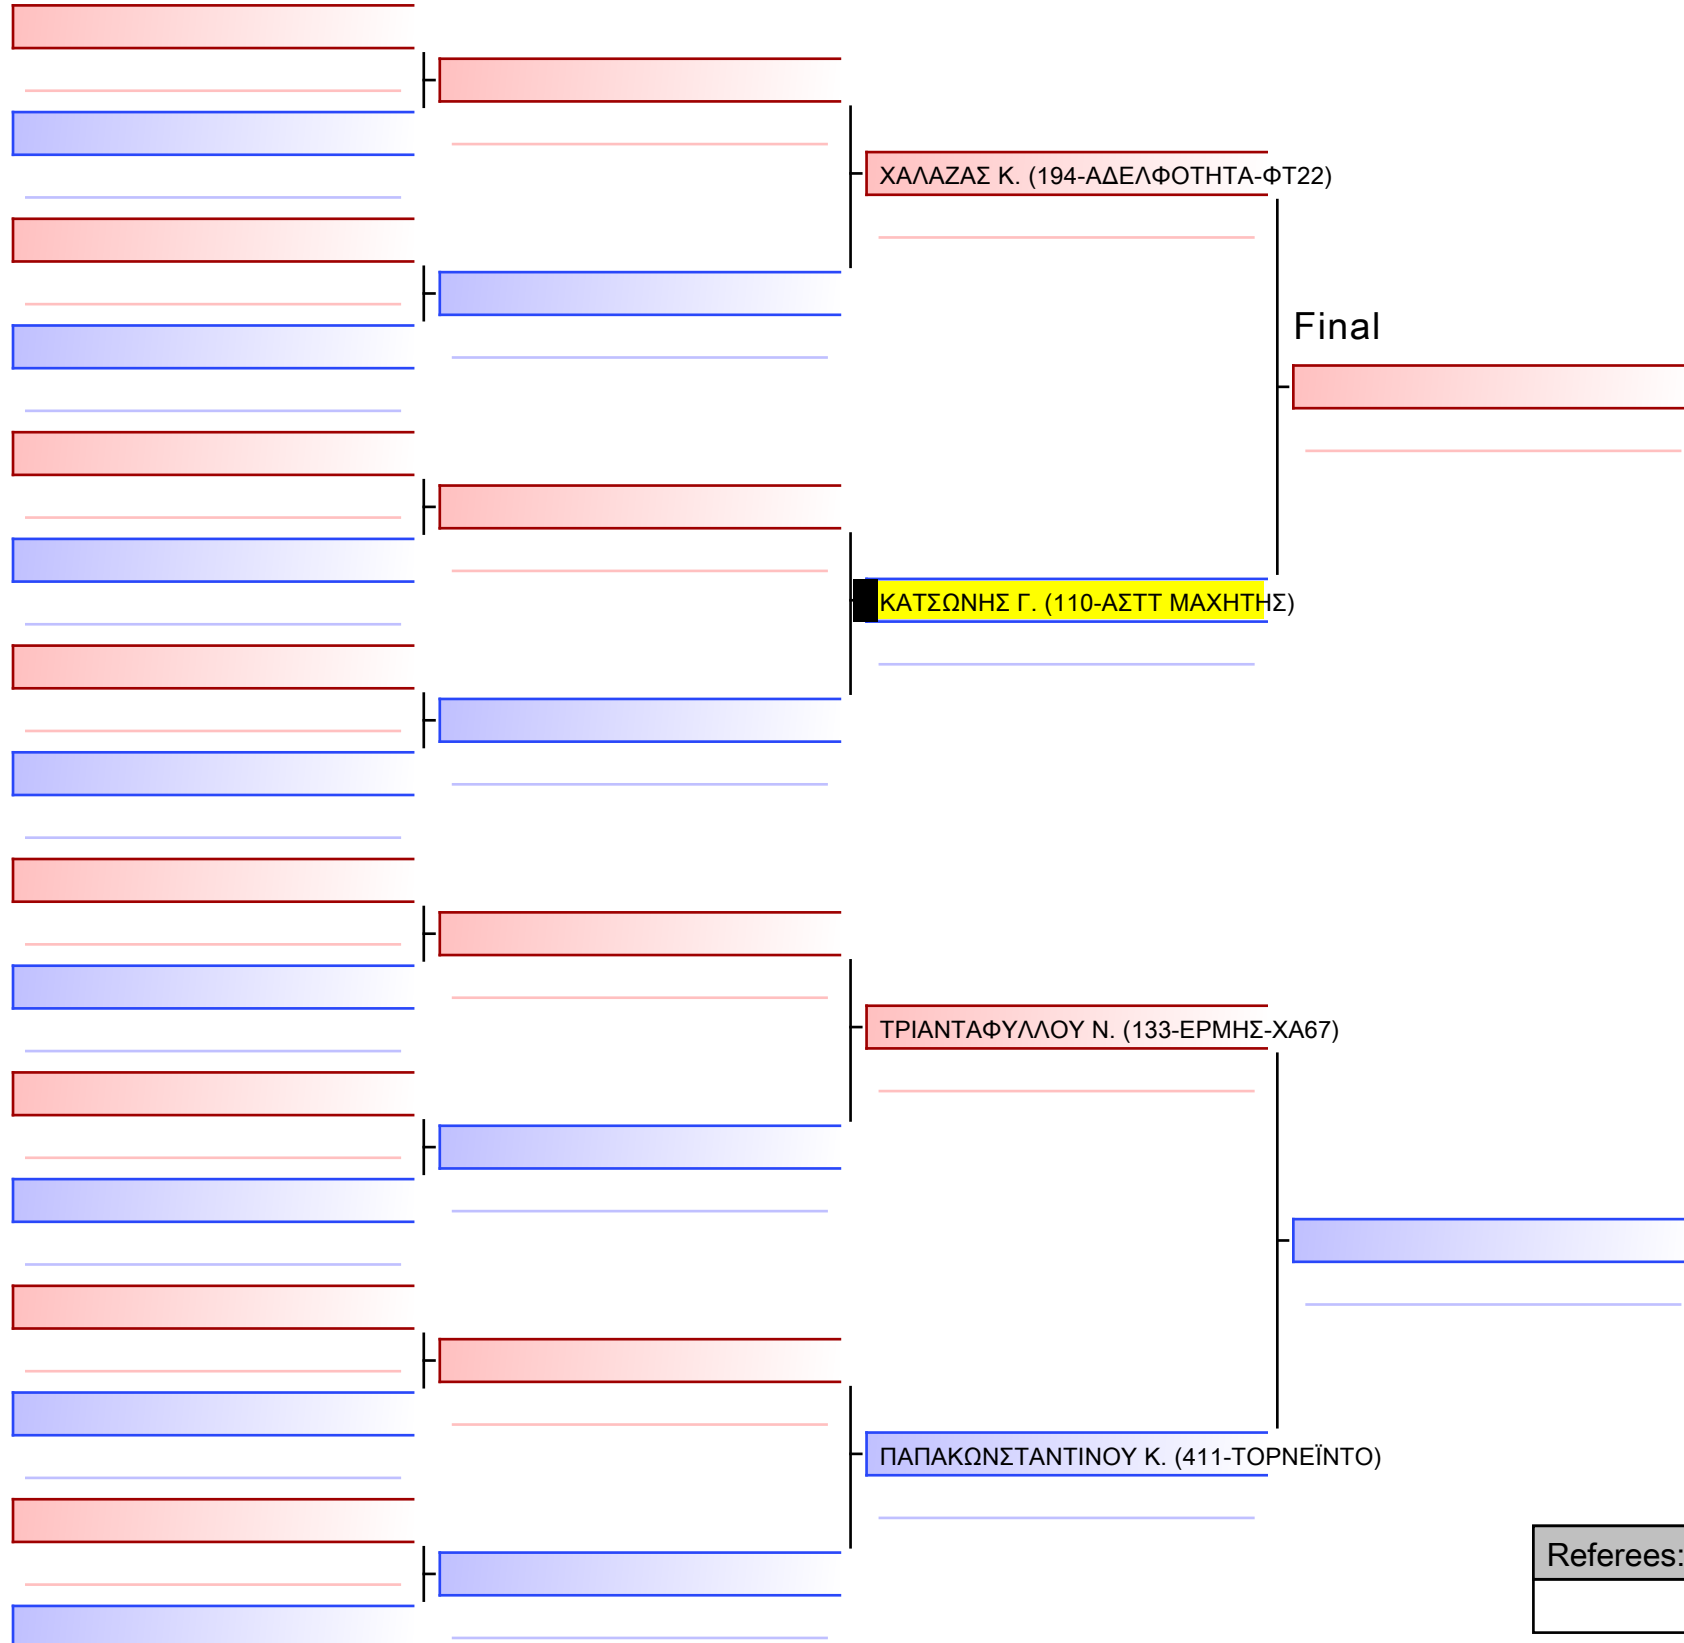 ΧΑΛΑΖΑΣ Κ. (194-ΑΔΕΛΦΟΤΗΤΑ-ΦΤ22)
Final
ΚΑΤΣΩΝΗΣ Γ. (110-ΑΣΤΤ ΜΑΧΗΤΗΣ)
ΤΡΙΑΝΤΑΦΥΛΛΟΥ Ν. (133-ΕΡΜΗΣ-ΧΑ67)
ΠΑΠΑΚΩΝΣΤΑΝΤΙΝΟΥ Κ. (411-ΤΟΡΝΕΪΝΤΟ)
Referees: